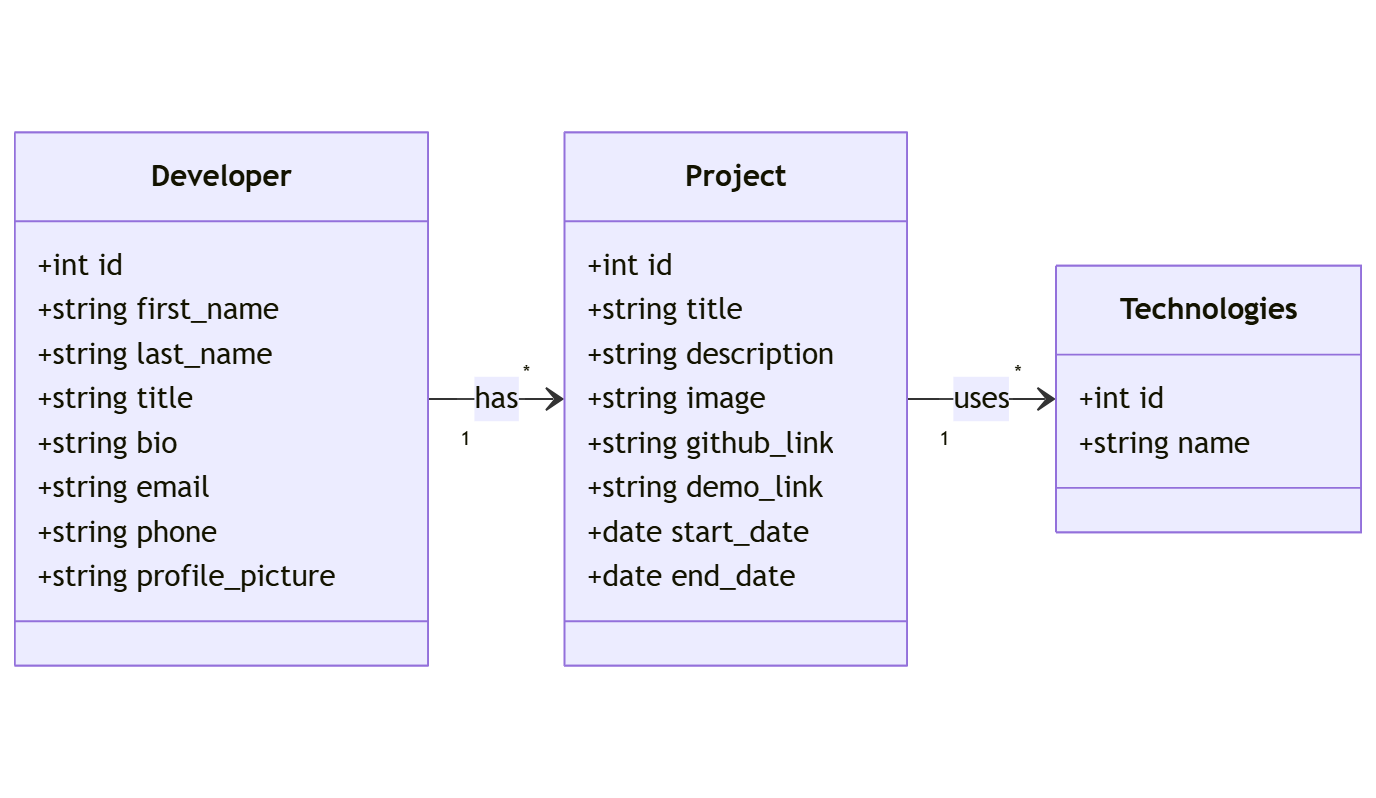 Developer
+int id
+string first_name
+string last_name
+string title
+string bio
+string email
+string phone
+string profile_picture
has
*
1
Project
+int id
+string title
+string description
+string image
+string github_link
+string demo_link
+date start_date
+date end_date
uses
*
1
Technologies
+int id
+string name